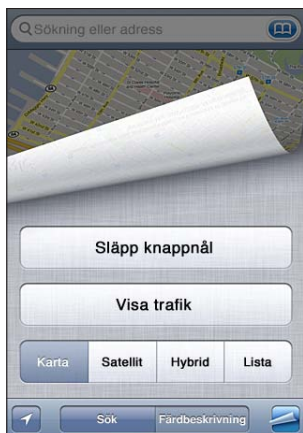 Sökning eller adress
Släpp knappnål
Visa trafik
Karta Satellit Hybrid Lista
Sök Färdbeskrivning